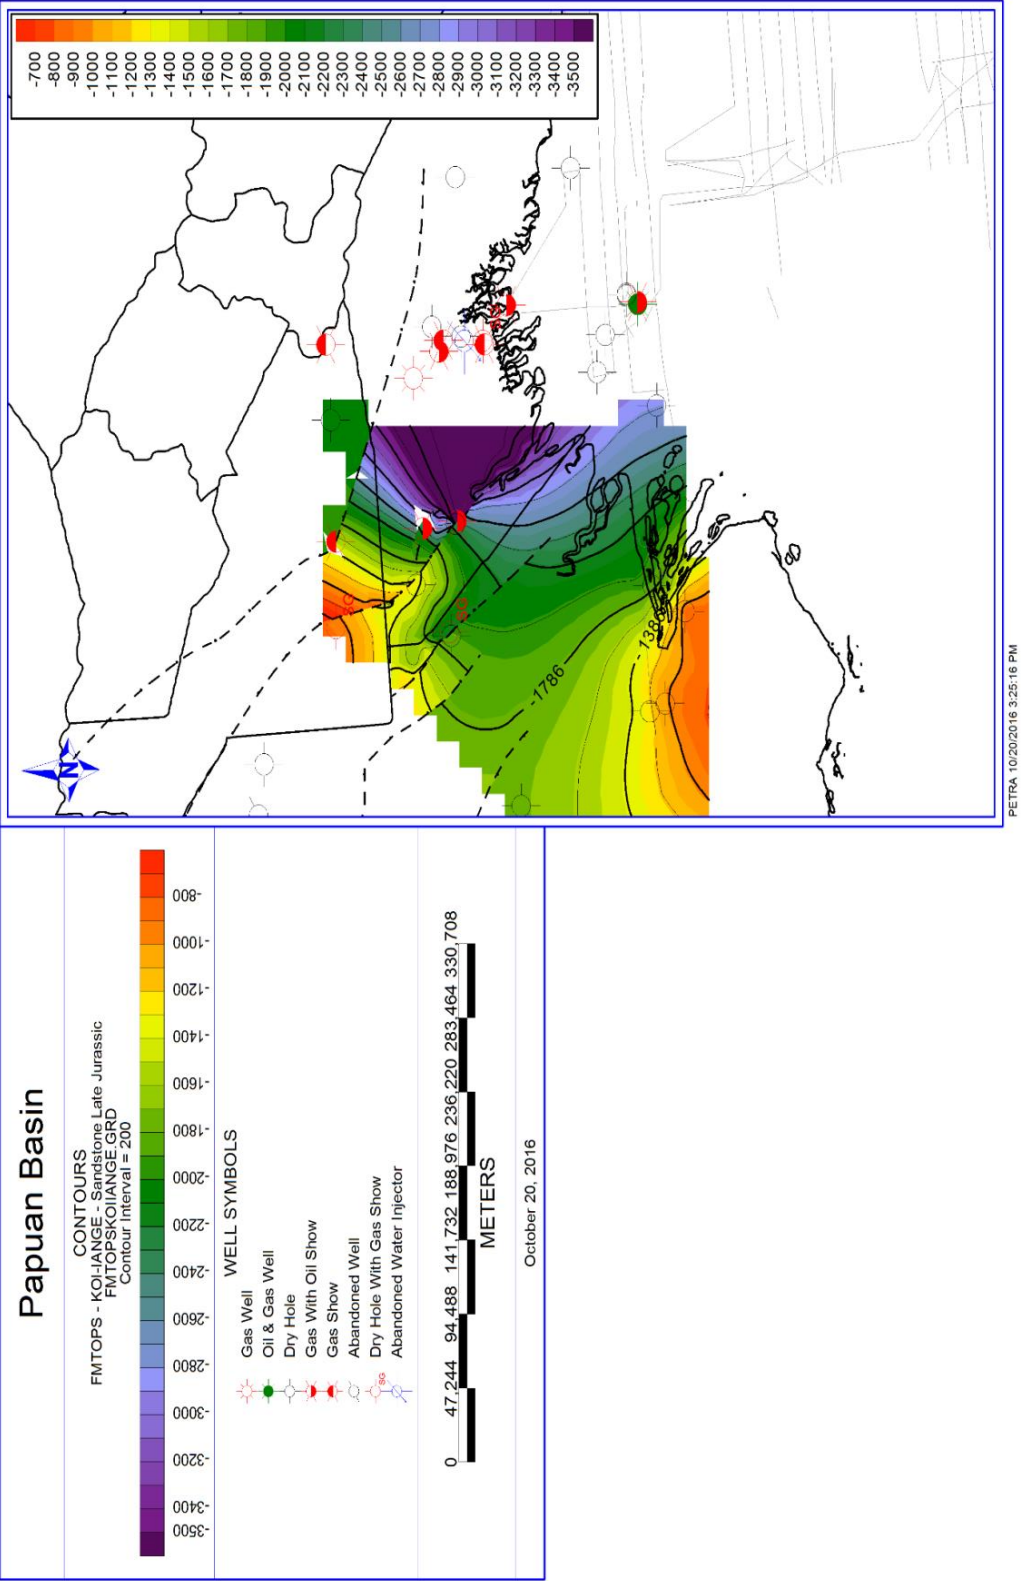 Papuan Basin
CONTOURS
FMTOPS - KOI-IANGE - Sandstone Late Jurassic
FMTOPSKOIIANGE.GRD
Contour Interval = 200
-3500
-3400
-3200
-3000
-2800
-2600
-2400
-2200
-2000
-1800
-1600
-1400
-1200
-1000
-800
WELL SYMBOLS
Gas Well
Oil & Gas Well
Dry Hole
Gas With Oil Show
Gas Show
Abandoned Well
SG
Dry Hole With Gas Show
Abandoned Water Injector
0 47,244 94,488 141,732 188,976 236,220 283,464 330,708
METERS
October 20, 2016
N
-700
-800
-900
-1000
-1100
-1200
-1300
-1400
-1500
-1600
-1700
-1800
-1900
-2000
-2100
-2200
-2300
-2400
-2500
-2600
-2700
-2800
-2900
-3000
-3100
-3200
-3300
-3400
-3500
SG
SG
SG
-1786
PETRA 10/20/2016 3:25:16 PM